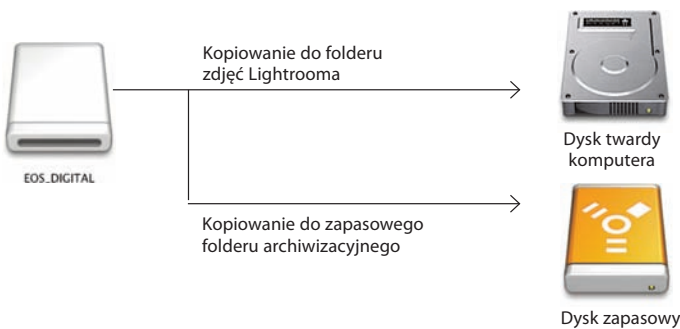 Kopiowanie do folderu
zdjęć Lightrooma
EOS_DIGITAL
Dysk twardy
komputera
Kopiowanie do zapasowego
folderu archiwizacyjnego
Dysk zapasowy